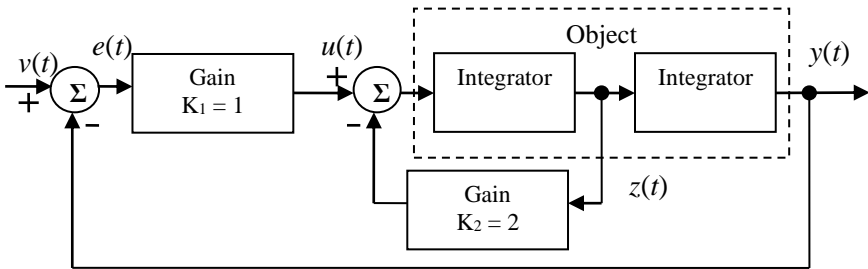 Object
v(t)
e(t)
u(t)
y(t)
+
Σ
−
Gain
K₁ = 1
+
Σ
−
Integrator
Integrator
z(t)
Gain
K₂ = 2